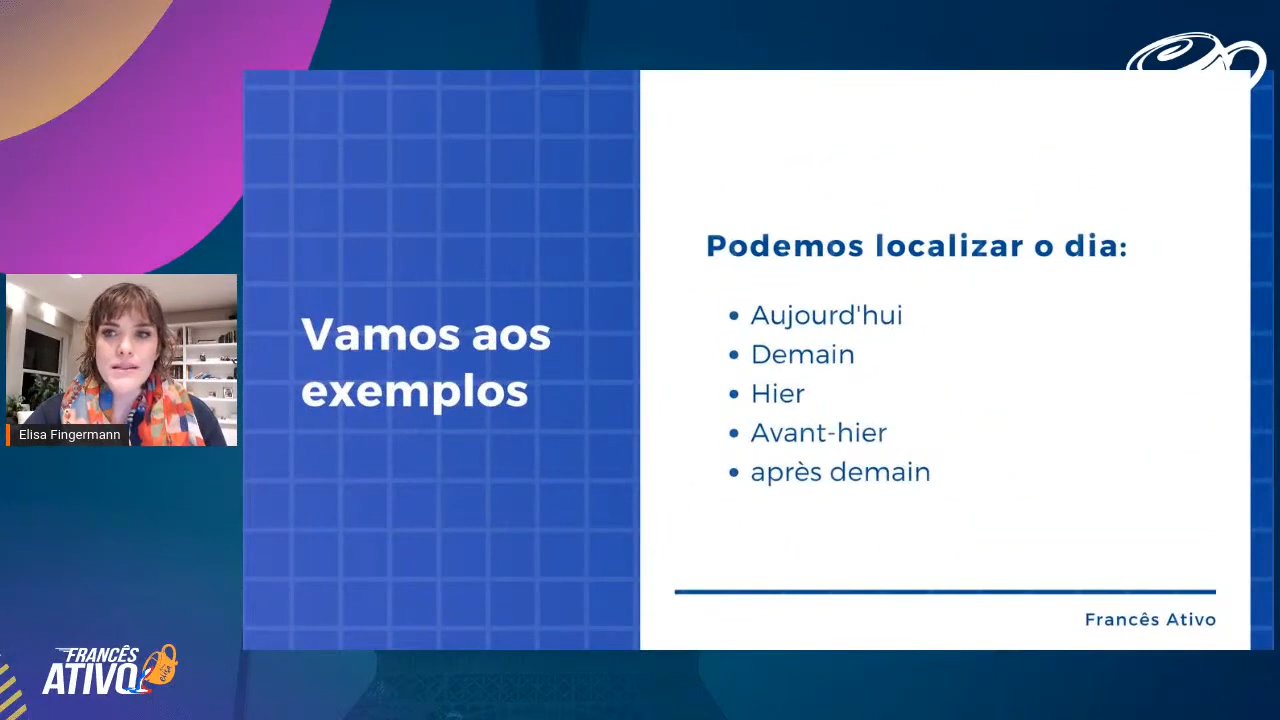 Vamos aos
exemplos
Podemos localizar o dia:
Aujourd'hui
Demain
Hier
Avant-hier
après demain
Francês Ativo
Elisa Fingermann
FRANCÊS
ATIVO